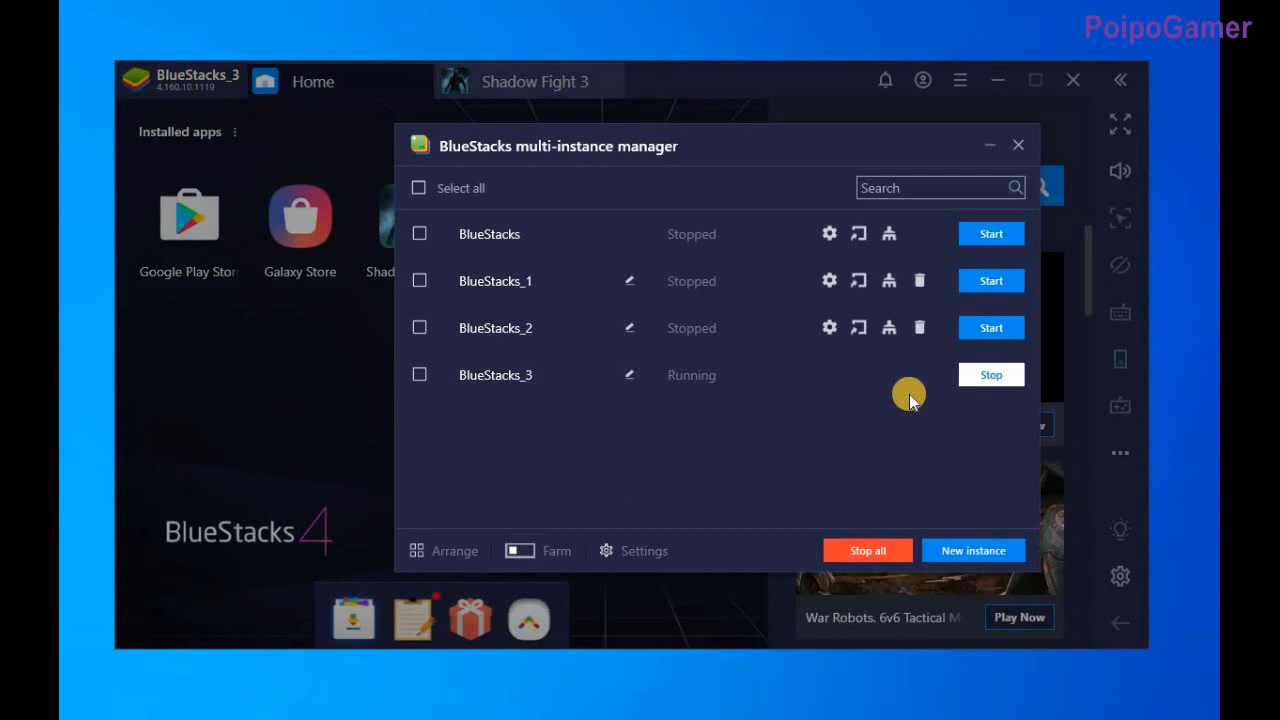 PoipoGamer
BlueStacks_3
4.160.10.1119
Home
Shadow Fight 3
Installed apps
Google Play Stor
Galaxy Store
Shad
BlueStacks multi-instance manager
Select all
Search
BlueStacks Stopped Start
BlueStacks_1 Stopped Start
BlueStacks_2 Stopped Start
BlueStacks_3 Running Stop
Arrange Farm Settings Stop all New instance
BlueStacks 4
War Robots. 6v6 Tactical M
Play Now